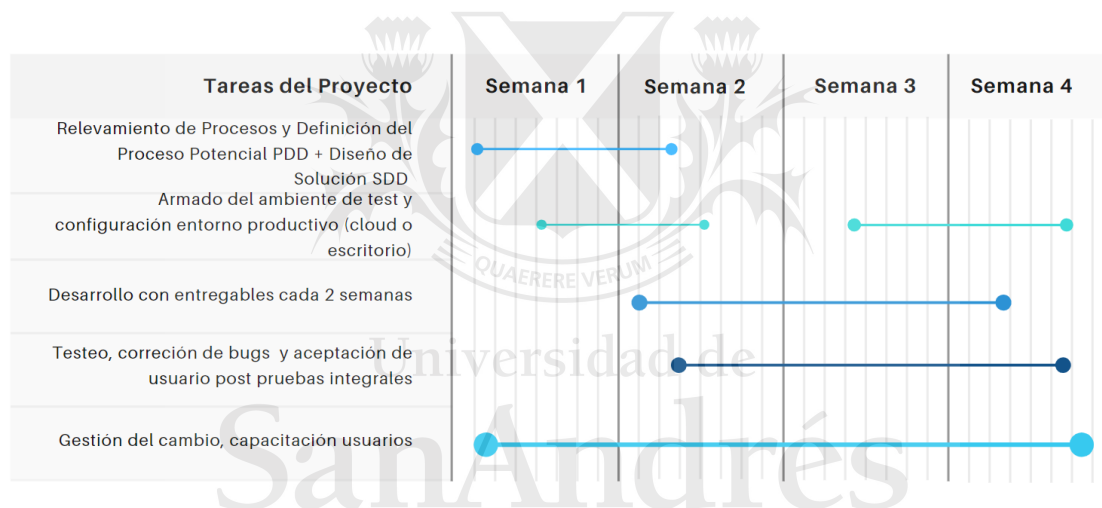 Tareas del Proyecto
Semana 1
Semana 2
Semana 3
Semana 4
Relevamiento de Procesos y Definición del
Proceso Potencial PDD + Diseño de
Solución SDD
Armado del ambiente de test y
configuración entorno productivo (cloud o
escritorio)
Desarrollo con entregables cada 2 semanas
Testeo, correción de bugs y aceptación de
usuario post pruebas integrales
Gestión del cambio, capacitación usuarios
QUAERERE VERUM
Universidad de
SanAndrés